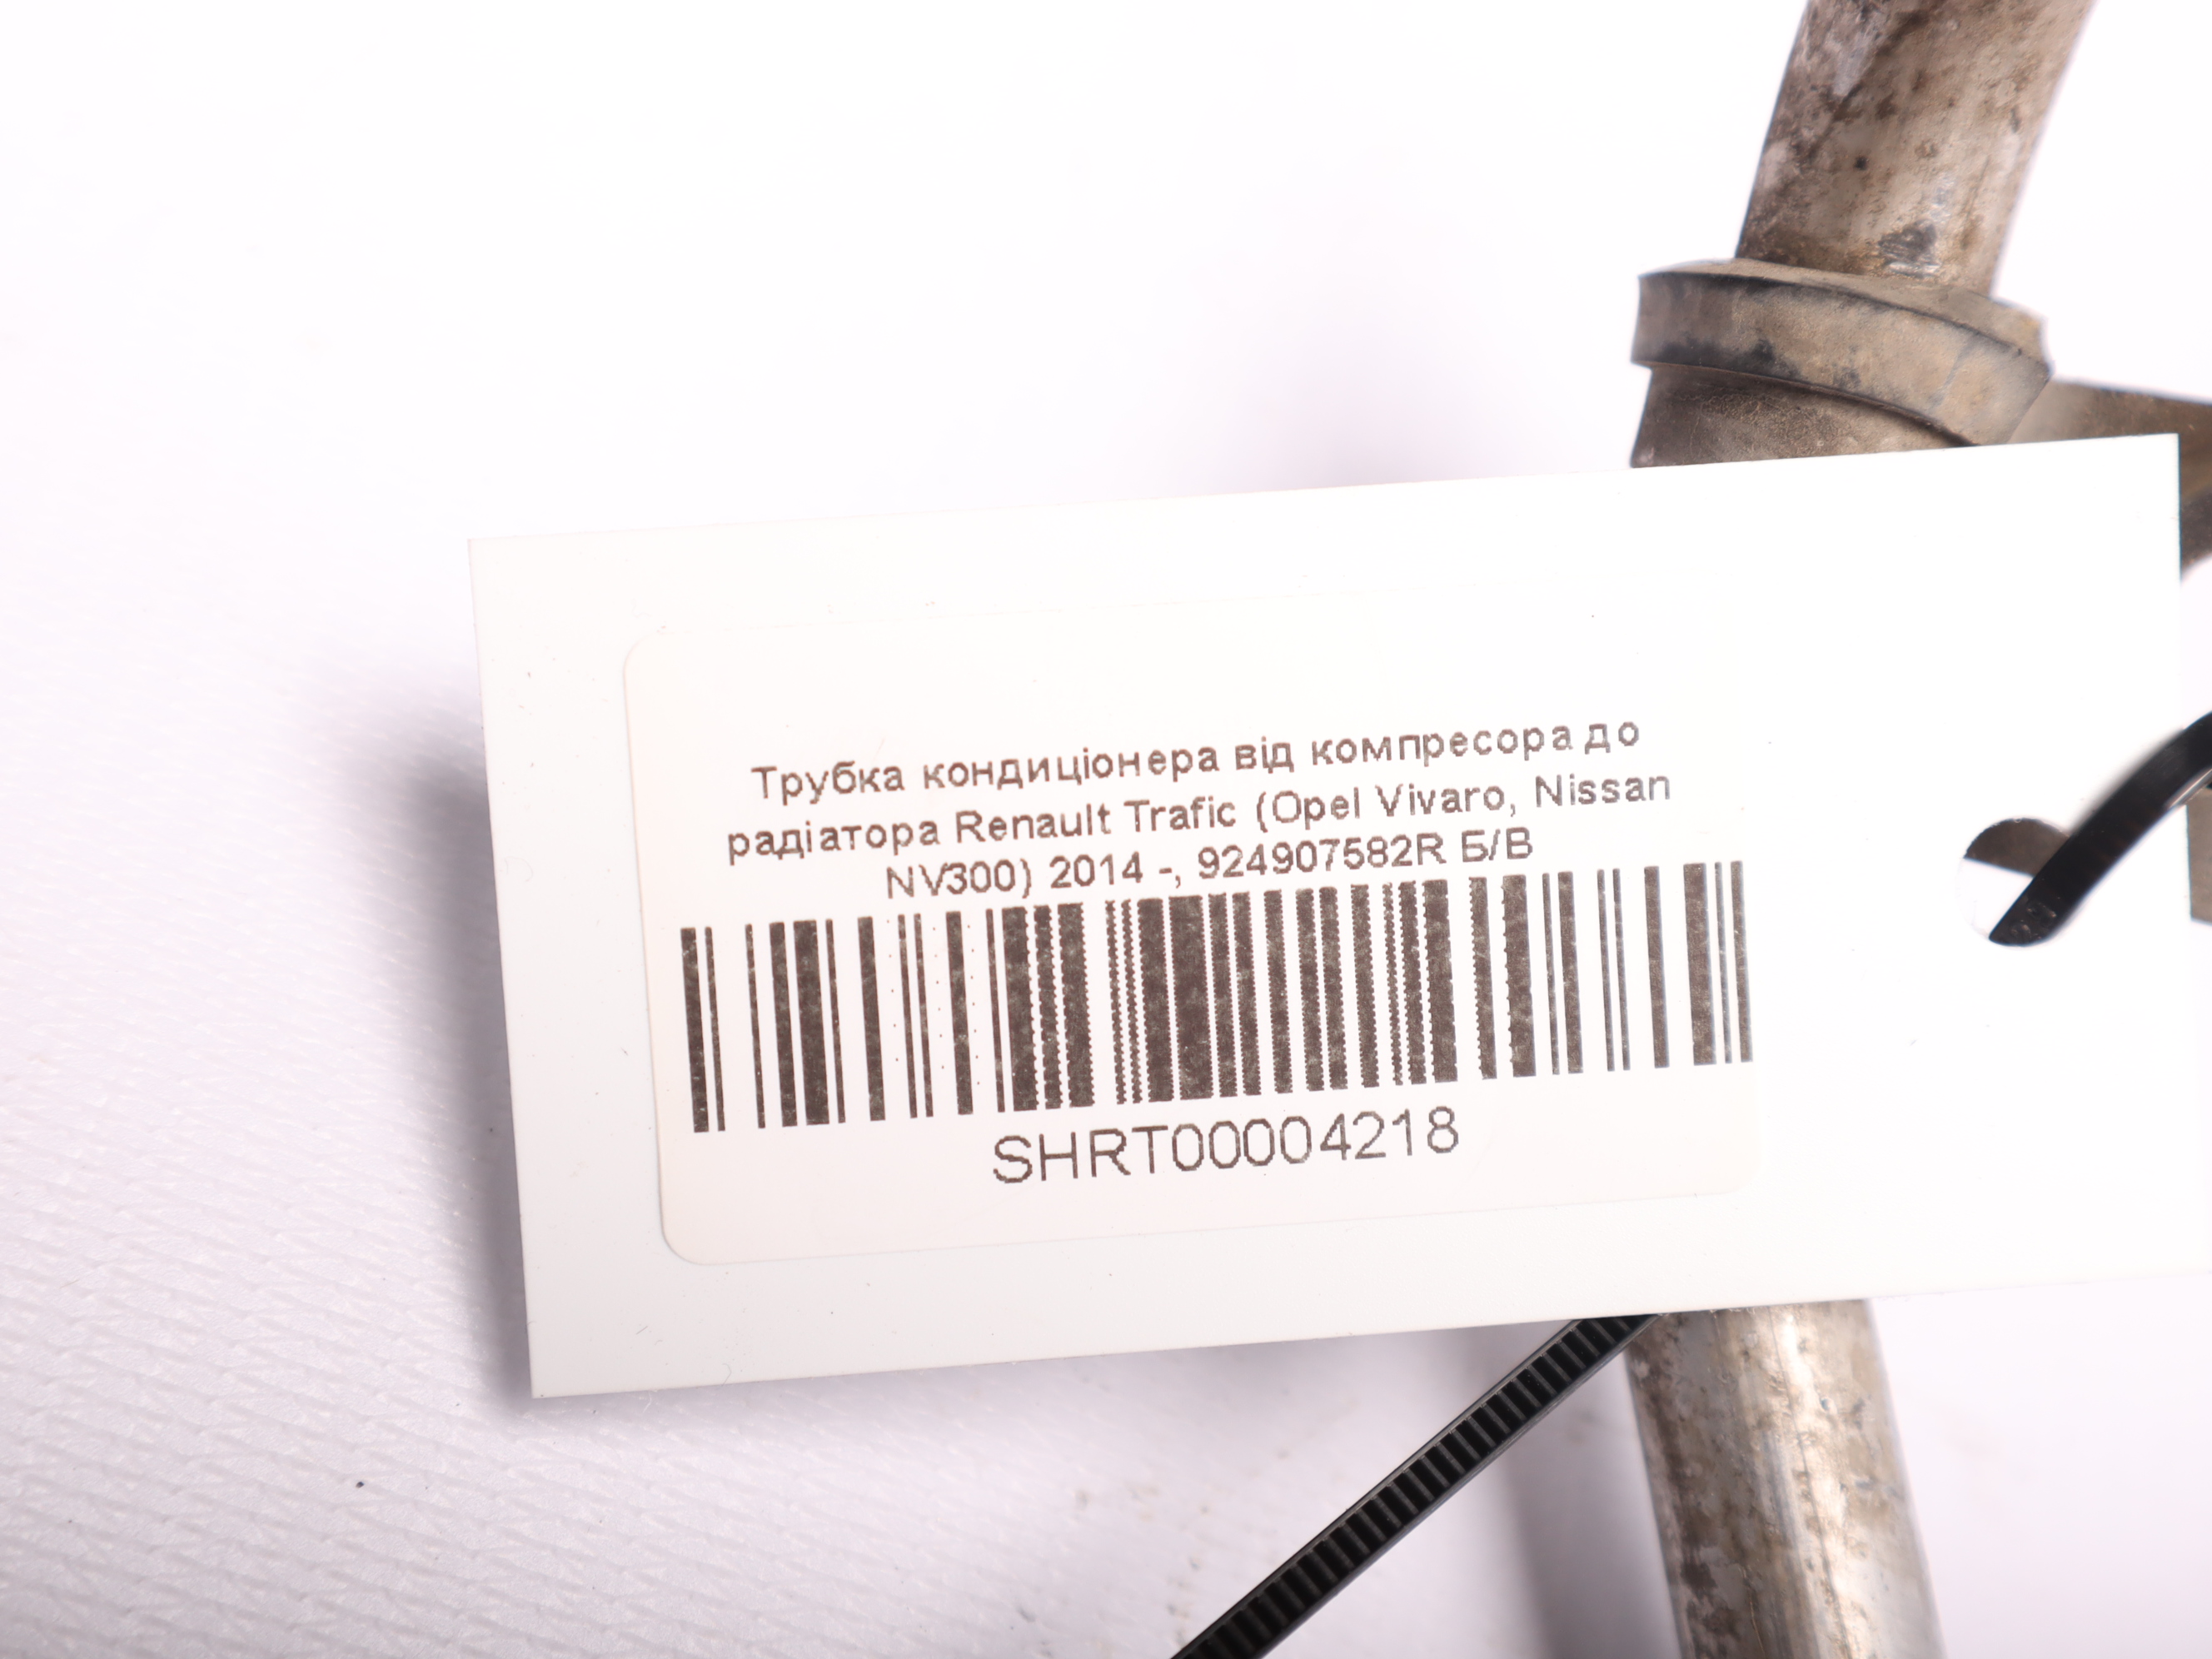 Трубка кондиціонера від компресора до
радіатора Renault Trafic (Opel Vivaro, Nissan
NV300) 2014 -, 924907582R Б/В
SHRT00004218